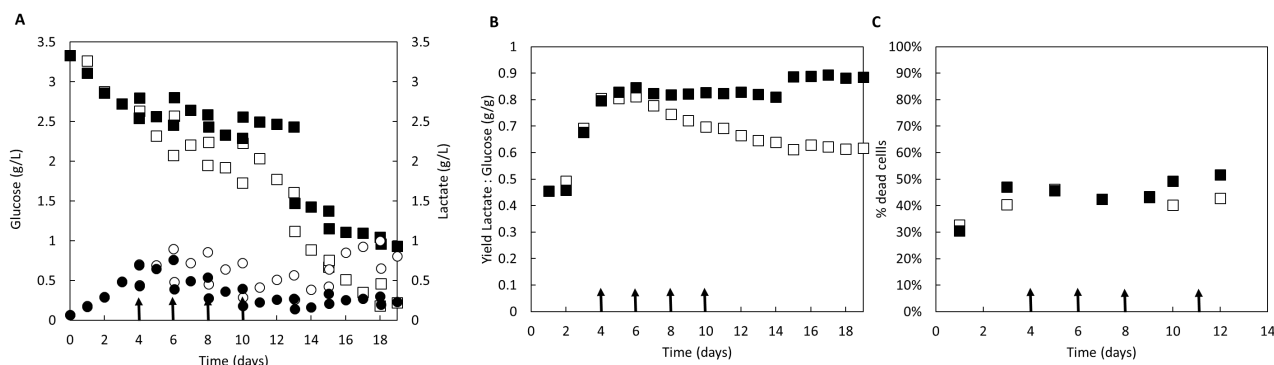 A
3.5
3
2.5
2
1.5
1
0.5
0
Glucose (g/L)
0 2 4 6 8 10 12 14 16 18
Time (days)
3.5
3
2.5
2
1.5
1
0.5
0
Lactate (g/L)
B
1
0.9
0.8
0.7
0.6
0.5
0.4
0.3
0.2
0.1
0
Yield Lactate : Glucose (g/g)
0 2 4 6 8 10 12 14 16 18
Time (days)
C
100%
90%
80%
70%
60%
50%
40%
30%
20%
10%
0%
% dead cellls
0 2 4 6 8 10 12 14
Time (days)